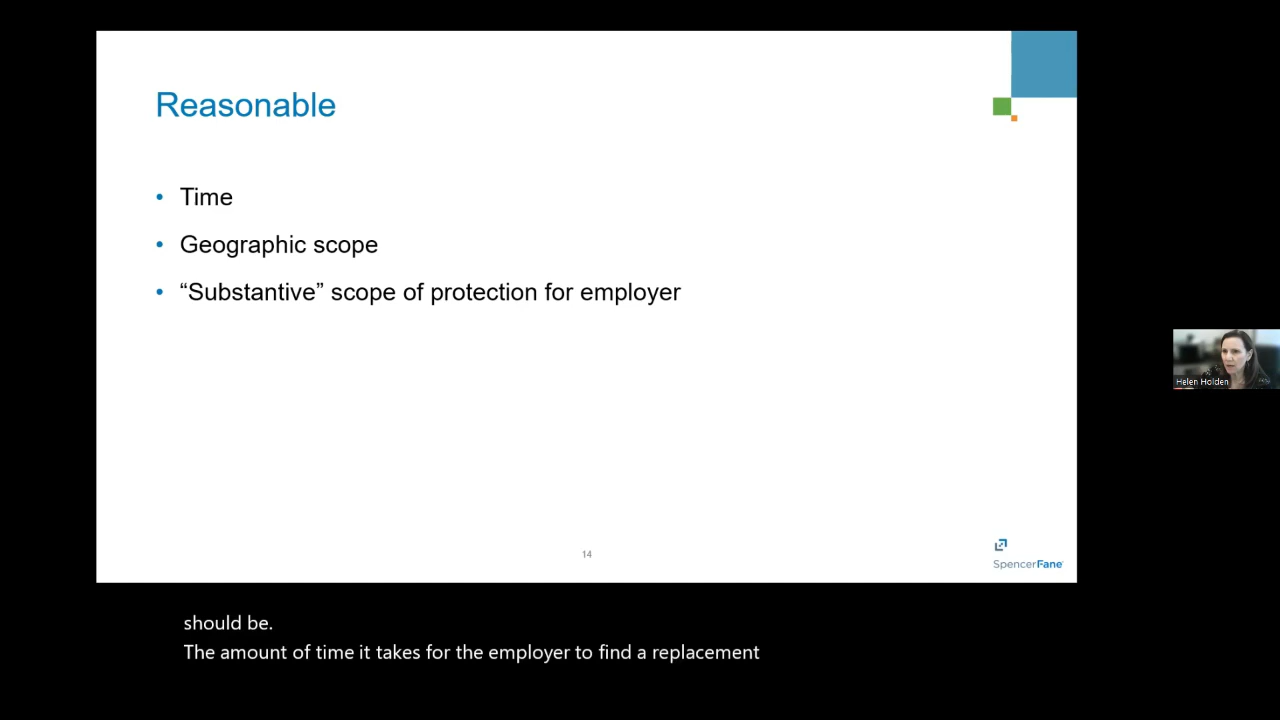 Reasonable
• Time
• Geographic scope
• “Substantive” scope of protection for employer
Helen Holden
14
SpencerFane
should be.
The amount of time it takes for the employer to find a replacement